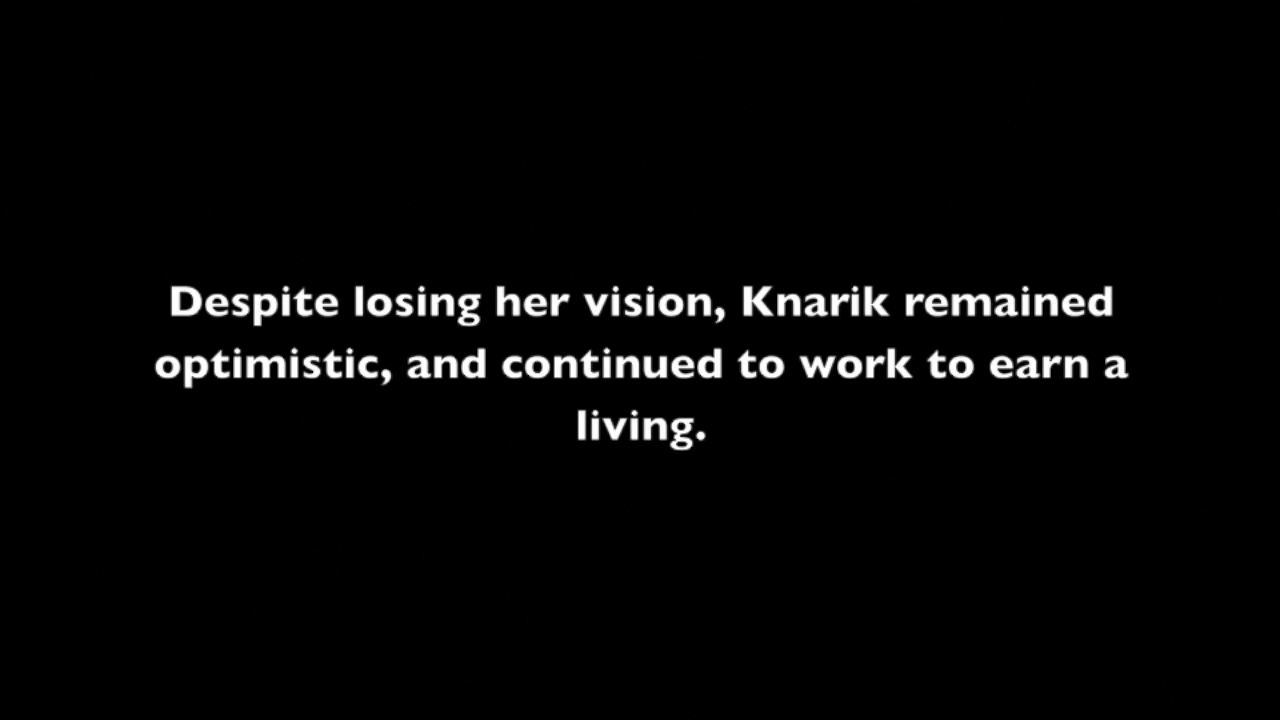 Despite losing her vision, Knarik remained
optimistic, and continued to work to earn a
living.